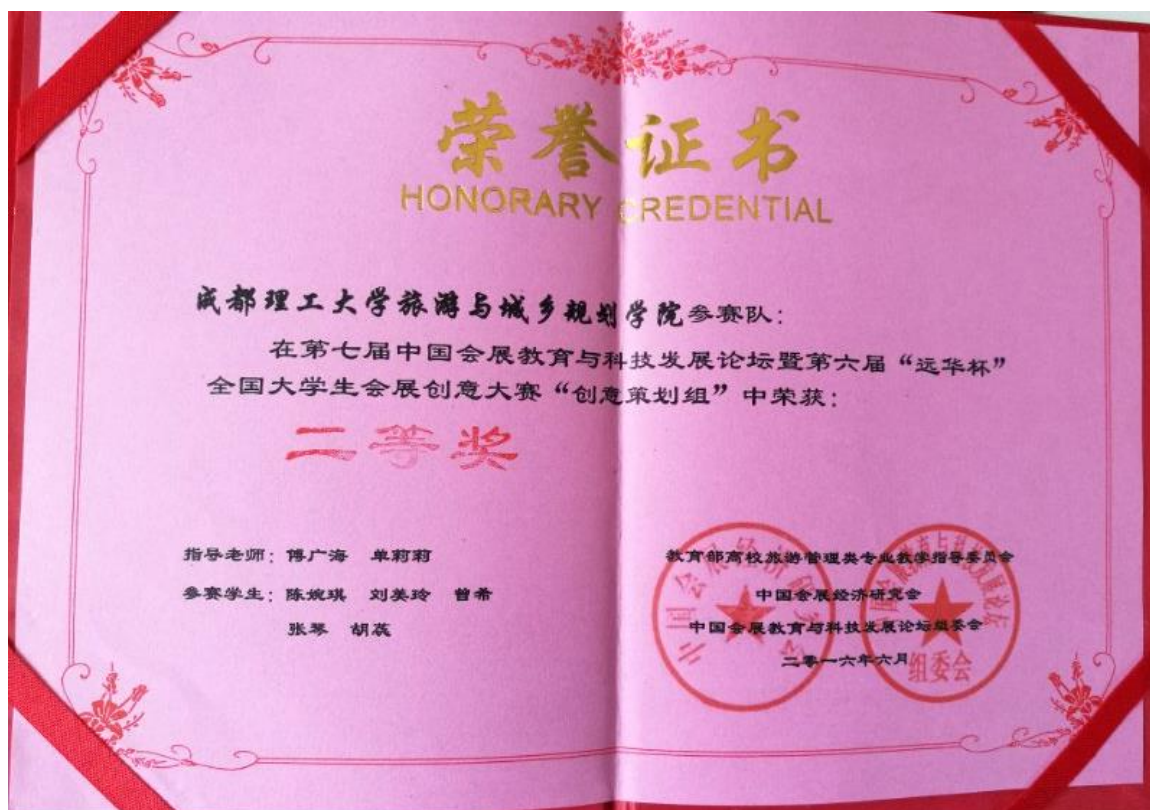 荣誉证书
HONORARY CREDENTIAL
成都理工大学旅游与城乡规划学院参赛队：
在第七届中国会展教育与科技发展论坛暨第六届“远华杯”
全国大学生会展创意大赛“创意策划组”中荣获：
二等奖
指导老师：傅广海 单莉莉
参赛学生：陈婉琪 刘美玲 曾希
张琴 胡蕊
教育部高校旅游管理类专业教学指导委员会
中国会展经济研究会
中国会展教育与科技发展论坛组委会
二零一六年六月
组委会